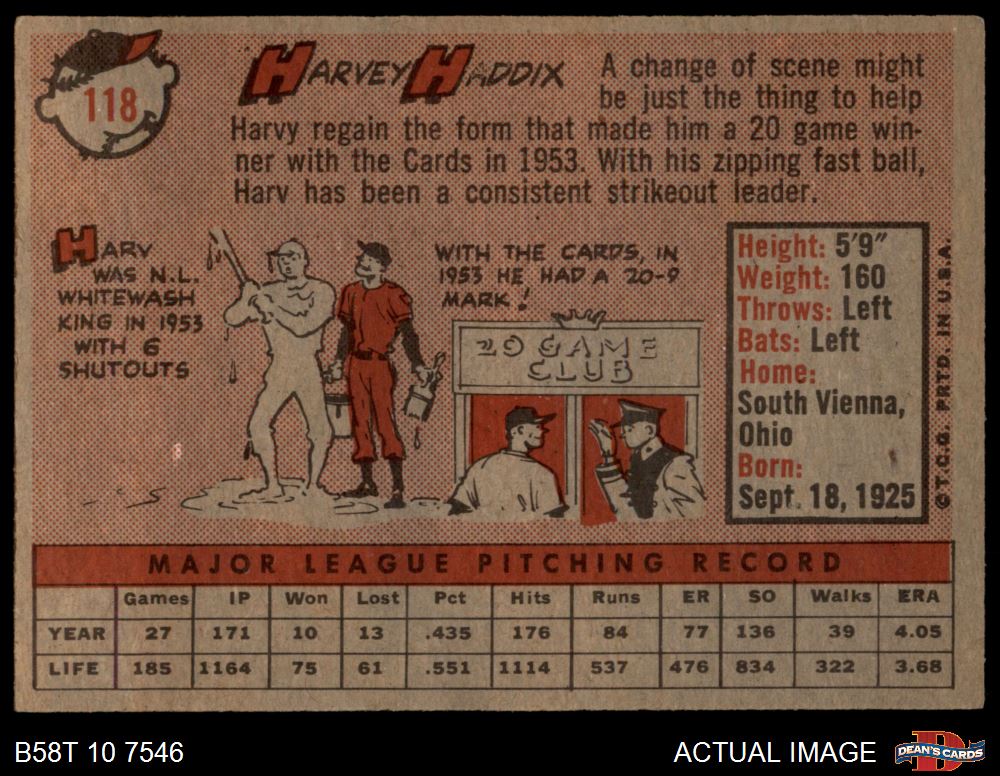 118
HARVEY HADDIX
A change of scene might
be just the thing to help
Harvy regain the form that made him a 20 game win-
ner with the Cards in 1953. With his zipping fast ball,
Harv has been a consistent strikeout leader.
HARV
WAS N.L.
WHITEWASH
KING IN 1953
WITH 6
SHUTOUTS
WITH THE CARDS, IN
1953 HE HAD A 20-9
MARK!
20 GAME
CLUB
Height: 5'9"
Weight: 160
Throws: Left
Bats: Left
Home:
South Vienna,
Ohio
Born:
Sept. 18, 1925
© T.C.G. PRTD. IN U.S.A.
MAJOR LEAGUE PITCHING RECORD
Games IP Won Lost Pct Hits Runs ER SO Walks ERA
YEAR 27 171 10 13 .435 176 84 77 136 39 4.05
LIFE 185 1164 75 61 .551 1114 537 476 834 322 3.68
B58T 10 7546
ACTUAL IMAGE
DEAN'S CARDS